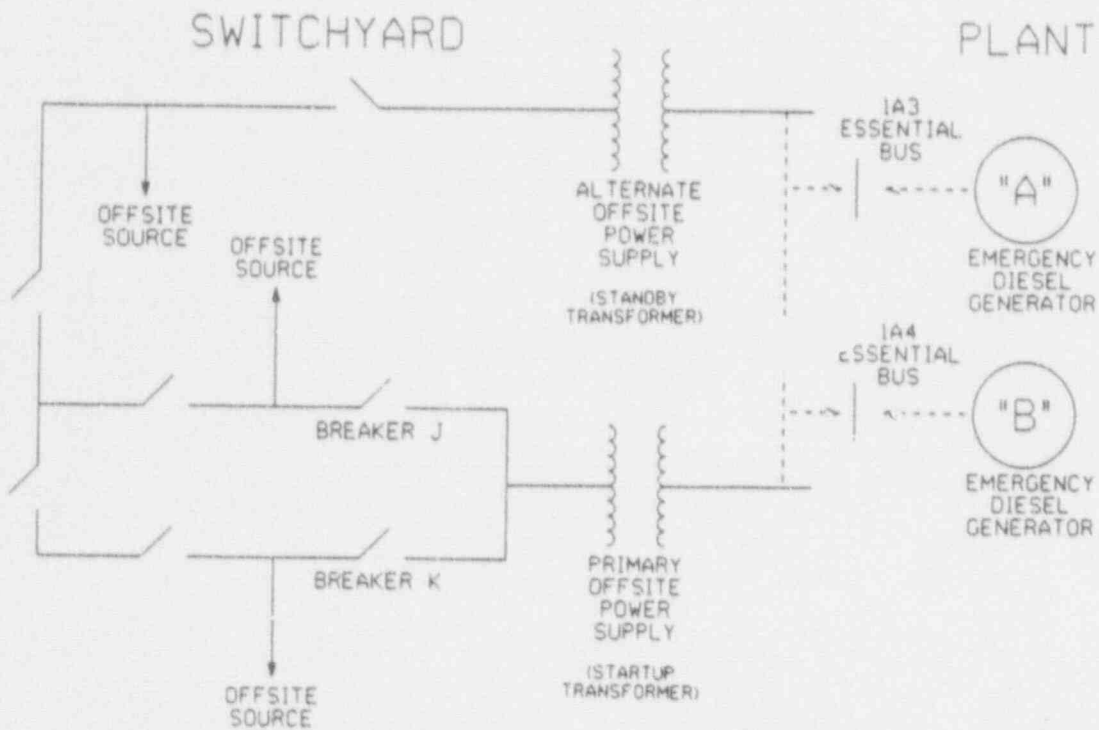 SWITCHYARD
PLANT
1A3
ESSENTIAL
BUS
"A"
EMERGENCY
DIESEL
GENERATOR
OFFSITE
SOURCE
OFFSITE
SOURCE
ALTERNATE
OFFSITE
POWER
SUPPLY
(STANDBY
TRANSFORMER)
1A4
cSSENTIAL
BUS
"B"
EMERGENCY
DIESEL
GENERATOR
BREAKER J
BREAKER K
PRIMARY
OFFSITE
POWER
SUPPLY
(STARTUP
TRANSFORMER)
OFFSITE
SOURCE